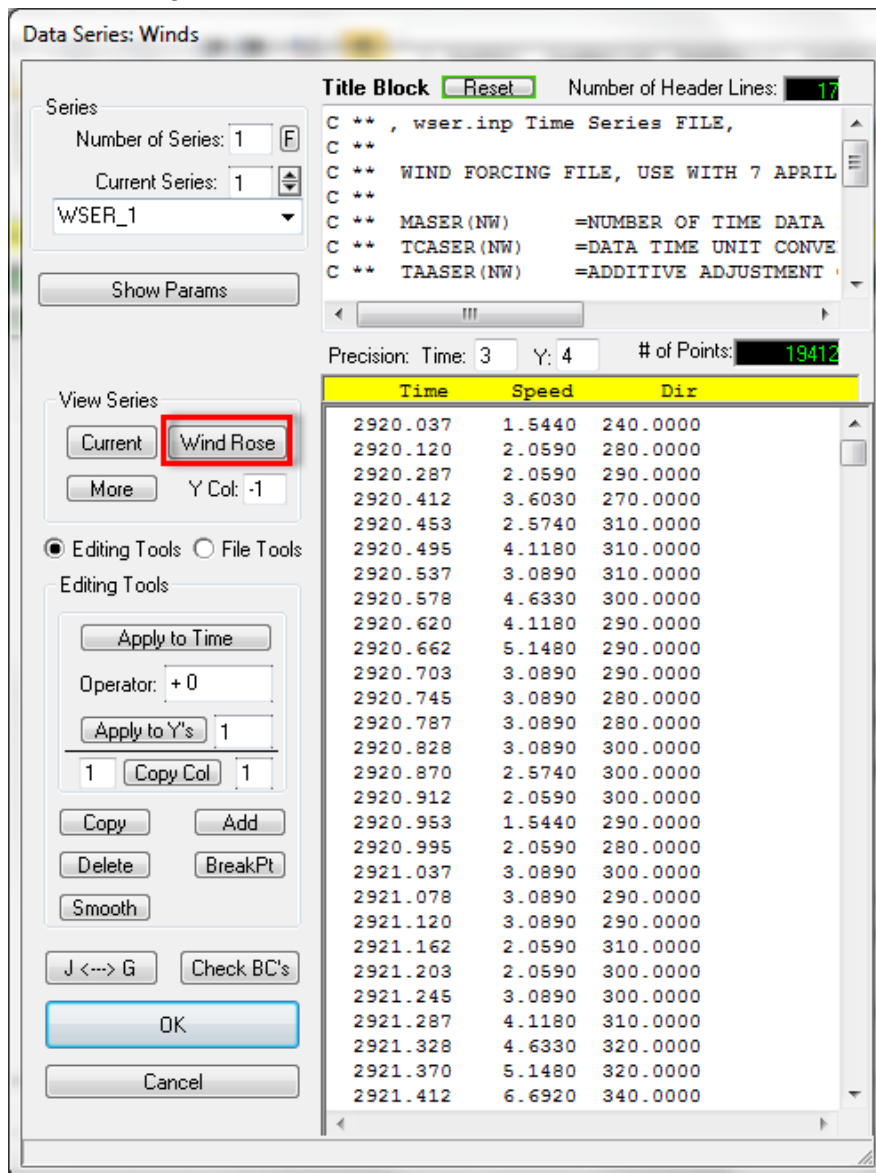 Data Series: Winds
Series
Number of Series: 1 F
Current Series: 1
WSER_1
Show Params
View Series
Current Wind Rose
More Y Col: -1
Editing Tools File Tools
Editing Tools
Apply to Time
Operator: + 0
Apply to Y's 1
1 Copy Col 1
Copy Add
Delete BreakPt
Smooth
J <---> G Check BC's
OK
Cancel
Title Block Reset Number of Header Lines: 17
C ** , wser.inp Time Series FILE,
C **
C ** WIND FORCING FILE, USE WITH 7 APRIL
C **
C ** MASER(NW) =NUMBER OF TIME DATA
C ** TCASER(NW) =DATA TIME UNIT CONVE
C ** TAASER(NW) =ADDITIVE ADJUSTMENT
Precision: Time: 3 Y: 4 # of Points: 19412
Time Speed Dir
2920.037 1.5440 240.0000
2920.120 2.0590 280.0000
2920.287 2.0590 290.0000
2920.412 3.6030 270.0000
2920.453 2.5740 310.0000
2920.495 4.1180 310.0000
2920.537 3.0890 310.0000
2920.578 4.6330 300.0000
2920.620 4.1180 290.0000
2920.662 5.1480 290.0000
2920.703 3.0890 290.0000
2920.745 3.0890 280.0000
2920.787 3.0890 280.0000
2920.828 3.0890 300.0000
2920.870 2.5740 300.0000
2920.912 2.0590 300.0000
2920.953 1.5440 290.0000
2920.995 2.0590 280.0000
2921.037 3.0890 300.0000
2921.078 3.0890 290.0000
2921.120 3.0890 290.0000
2921.162 2.0590 310.0000
2921.203 2.0590 300.0000
2921.245 3.0890 300.0000
2921.287 4.1180 310.0000
2921.328 4.6330 320.0000
2921.370 5.1480 320.0000
2921.412 6.6920 340.0000